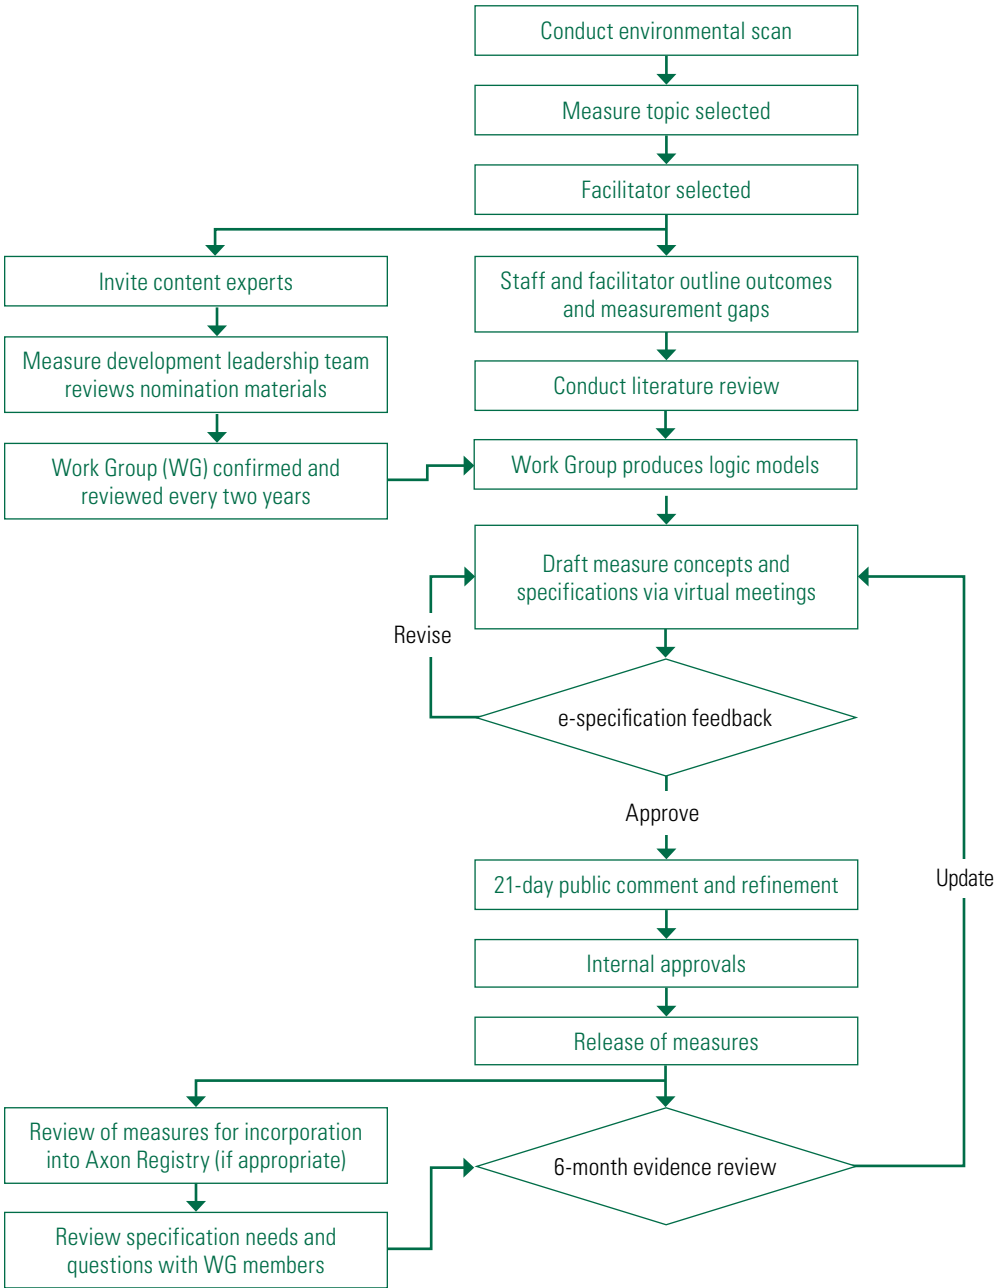 Conduct environmental scan
Measure topic selected
Facilitator selected
Invite content experts
Staff and facilitator outline outcomes
and measurement gaps
Measure development leadership team
reviews nomination materials
Conduct literature review
Work Group (WG) confirmed and
reviewed every two years
Work Group produces logic models
Draft measure concepts and
specifications via virtual meetings
Revise
e-specification feedback
Approve
21-day public comment and refinement
Update
Internal approvals
Release of measures
Review of measures for incorporation
into Axon Registry (if appropriate)
6-month evidence review
Review specification needs and
questions with WG members